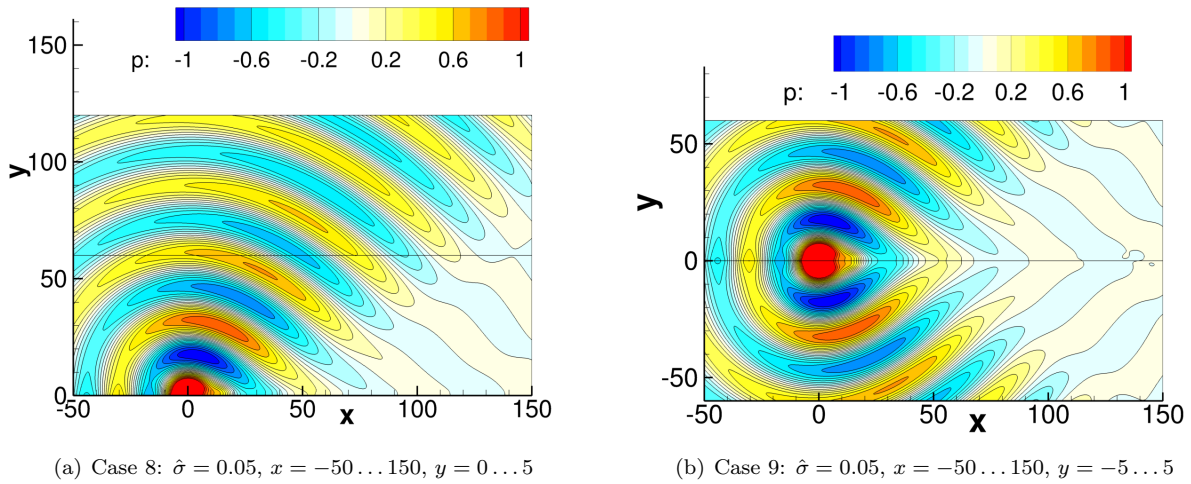 p: -1 -0.6 -0.2 0.2 0.6 1
y
150
100
50
0
-50 0 50 100 150
x
(a) Case 8: σ̂ = 0.05, x = −50 . . . 150, y = 0 . . . 5
p: -1 -0.6 -0.2 0.2 0.6 1
y
50
0
-50
-50 0 50 100 150
x
(b) Case 9: σ̂ = 0.05, x = −50 . . . 150, y = −5 . . . 5